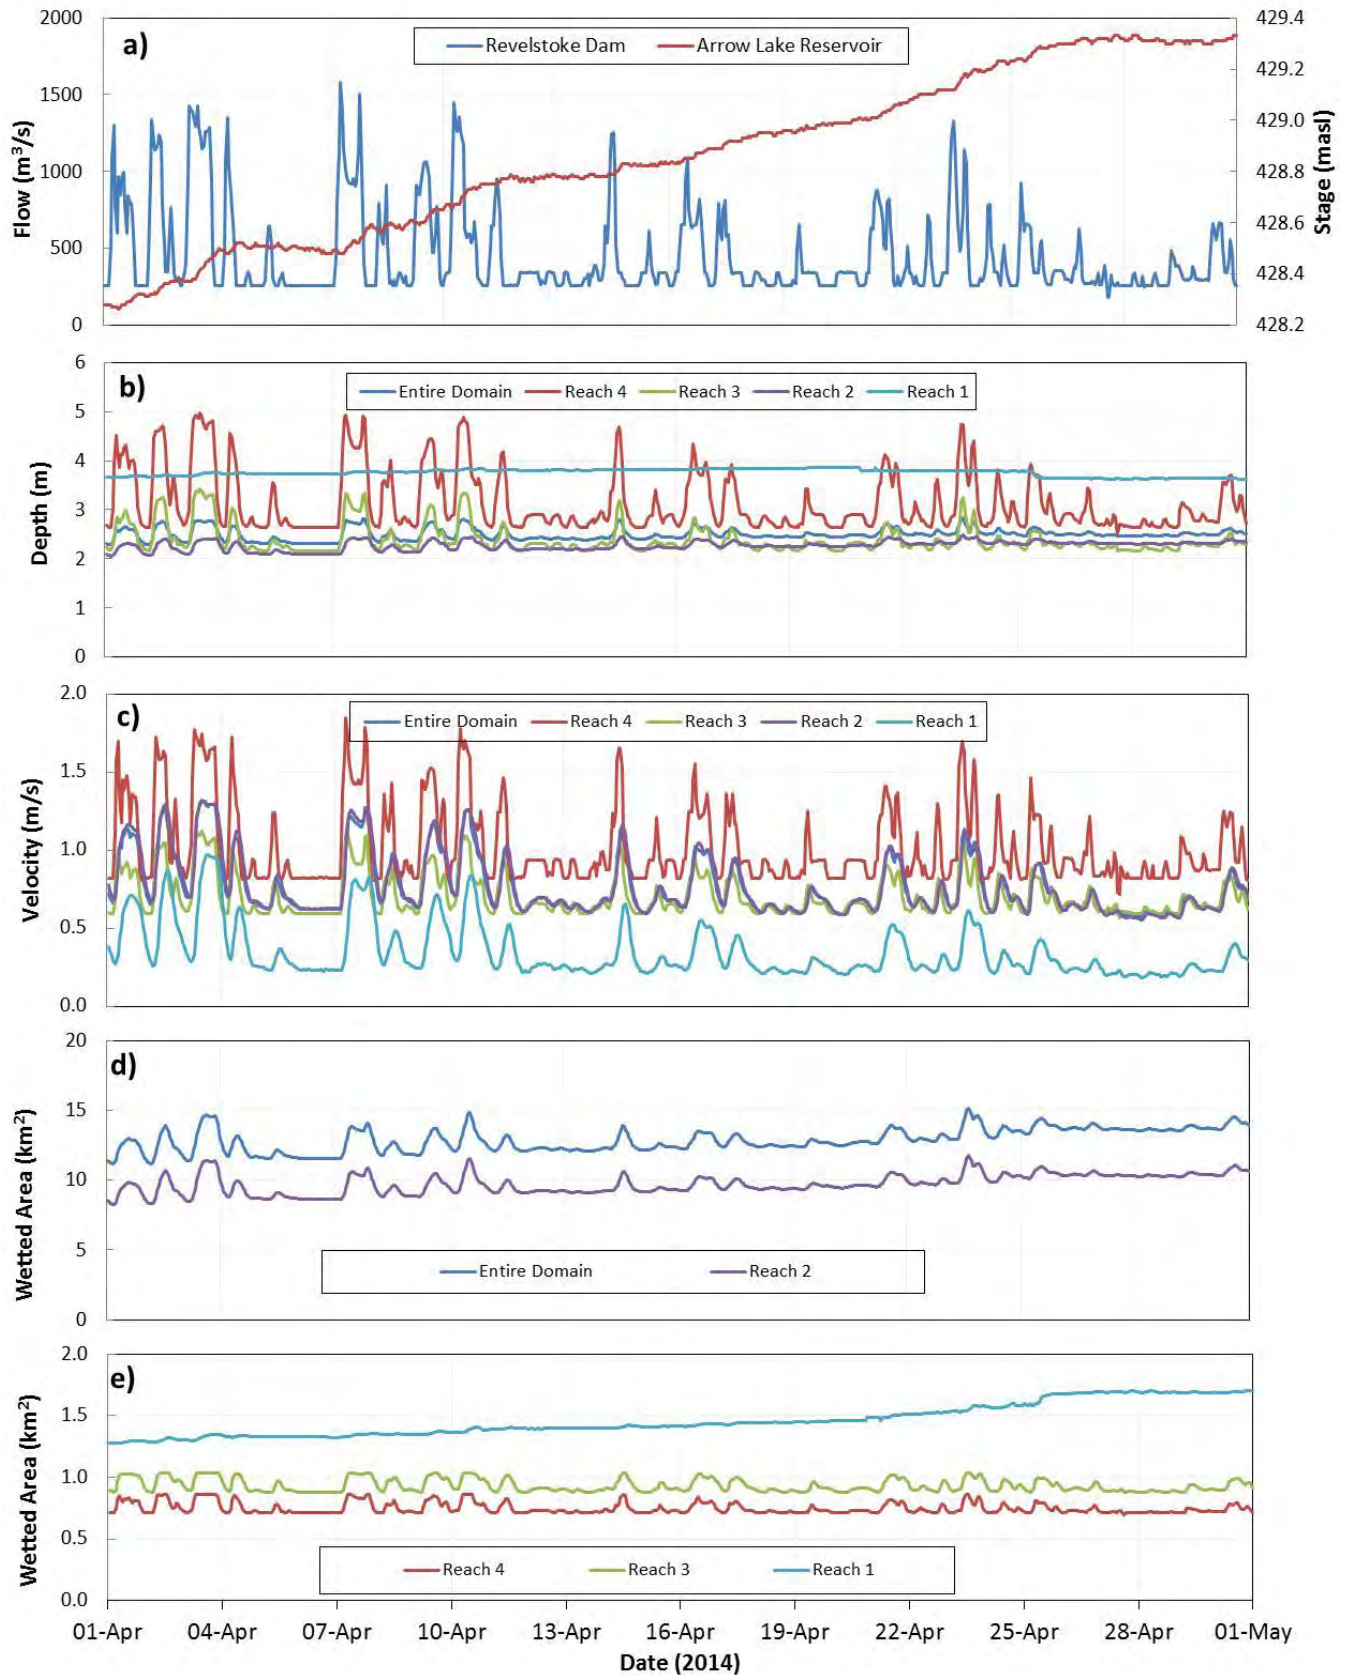 a)
Revelstoke Dam
Arrow Lake Reservoir
Flow (m³/s)
2000
1500
1000
500
0
Stage (masl)
429.4
429.2
429.0
428.8
428.6
428.4
428.2
b)
Entire Domain
Reach 4
Reach 3
Reach 2
Reach 1
Depth (m)
6
5
4
3
2
1
0
c)
Entire Domain
Reach 4
Reach 3
Reach 2
Reach 1
Velocity (m/s)
2.0
1.5
1.0
0.5
0.0
d)
Wetted Area (km²)
20
15
10
5
0
Entire Domain
Reach 2
e)
Wetted Area (km²)
2.0
1.5
1.0
0.5
0.0
Reach 4
Reach 3
Reach 1
01-Apr
04-Apr
07-Apr
10-Apr
13-Apr
16-Apr
19-Apr
22-Apr
25-Apr
28-Apr
01-May
Date (2014)